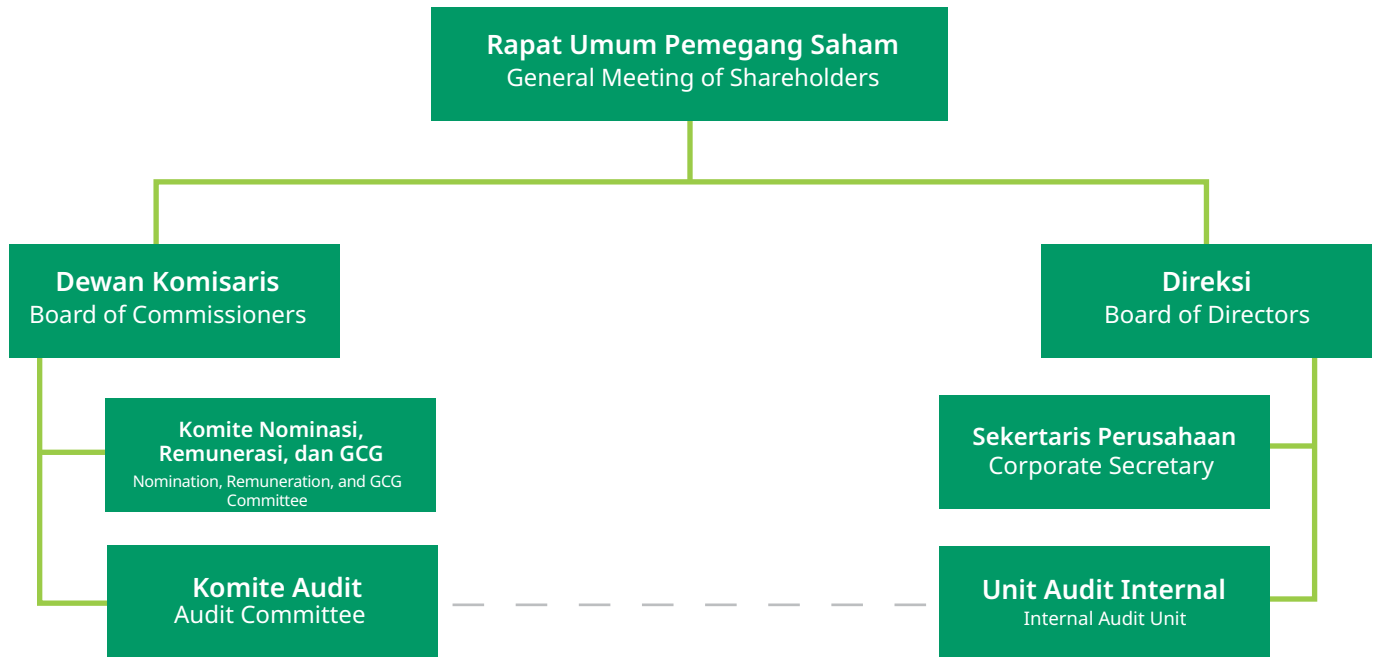 Rapat Umum Pemegang Saham
General Meeting of Shareholders
Dewan Komisaris
Board of Commissioners
Direksi
Board of Directors
Komite Nominasi,
Remunerasi, dan GCG
Nomination, Remuneration, and GCG
Committee
Sekertaris Perusahaan
Corporate Secretary
Komite Audit
Audit Committee
Unit Audit Internal
Internal Audit Unit